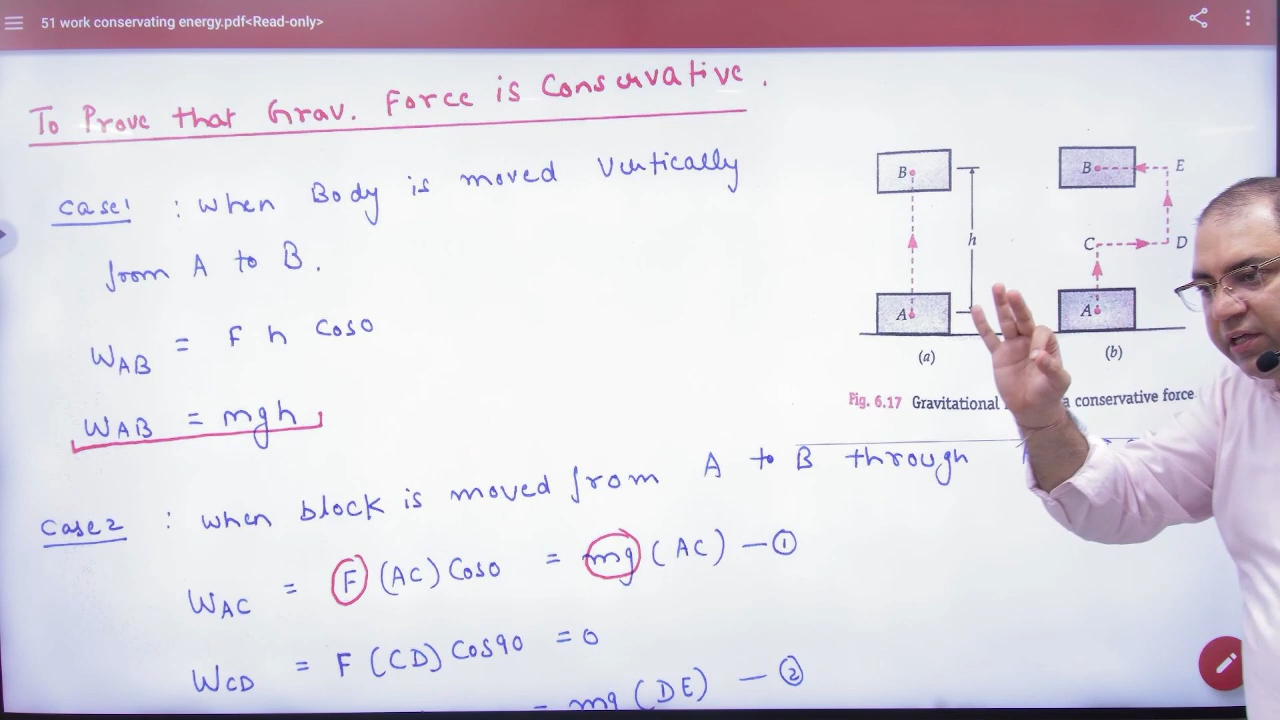 51 work conservating energy.pdf<Read-only>
To Prove that Grav. Force is Conservative.
Case1 : when Body is moved Vertically
from A to B.
WAB = F h Cos0
WAB = mgh
B
h
A
(a)
B E
C D
A
(b)
Fig. 6.17 Gravitational a conservative force
Case2 : when block is moved from A to B through
WAC = F (AC) Cos0 = mg (AC) — ①
WCD = F (CD) Cos90 = 0
= mg (DE) — ②